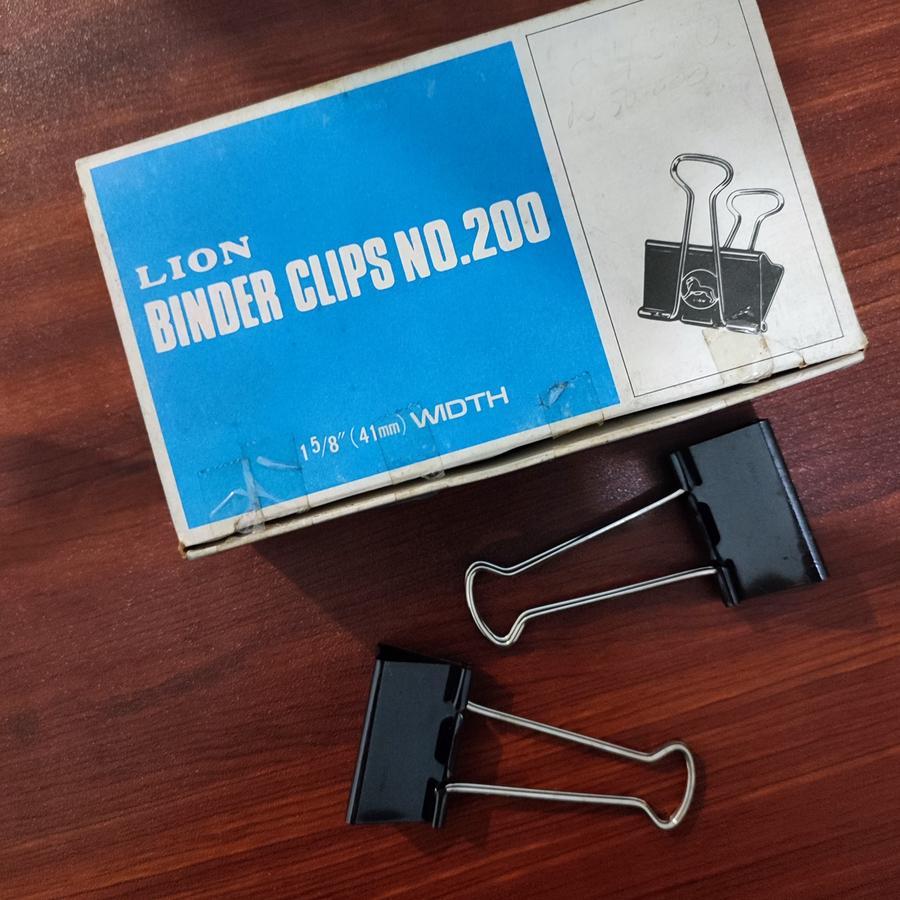 LION
BINDER CLIPS NO.200
1 5/8" (41mm) WIDTH